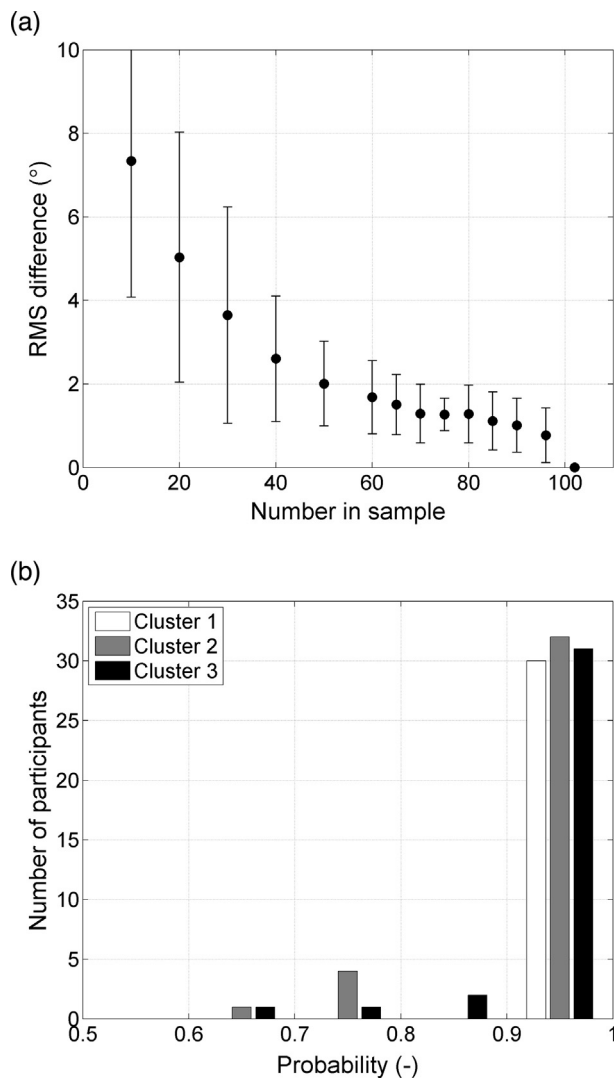 (a)
10
8
6
4
2
0
RMS difference (°)
0 20 40 60 80 100
Number in sample
(b)
35
30
25
20
15
10
5
0
Number of participants
Cluster 1
Cluster 2
Cluster 3
0.5 0.6 0.7 0.8 0.9 1
Probability (-)